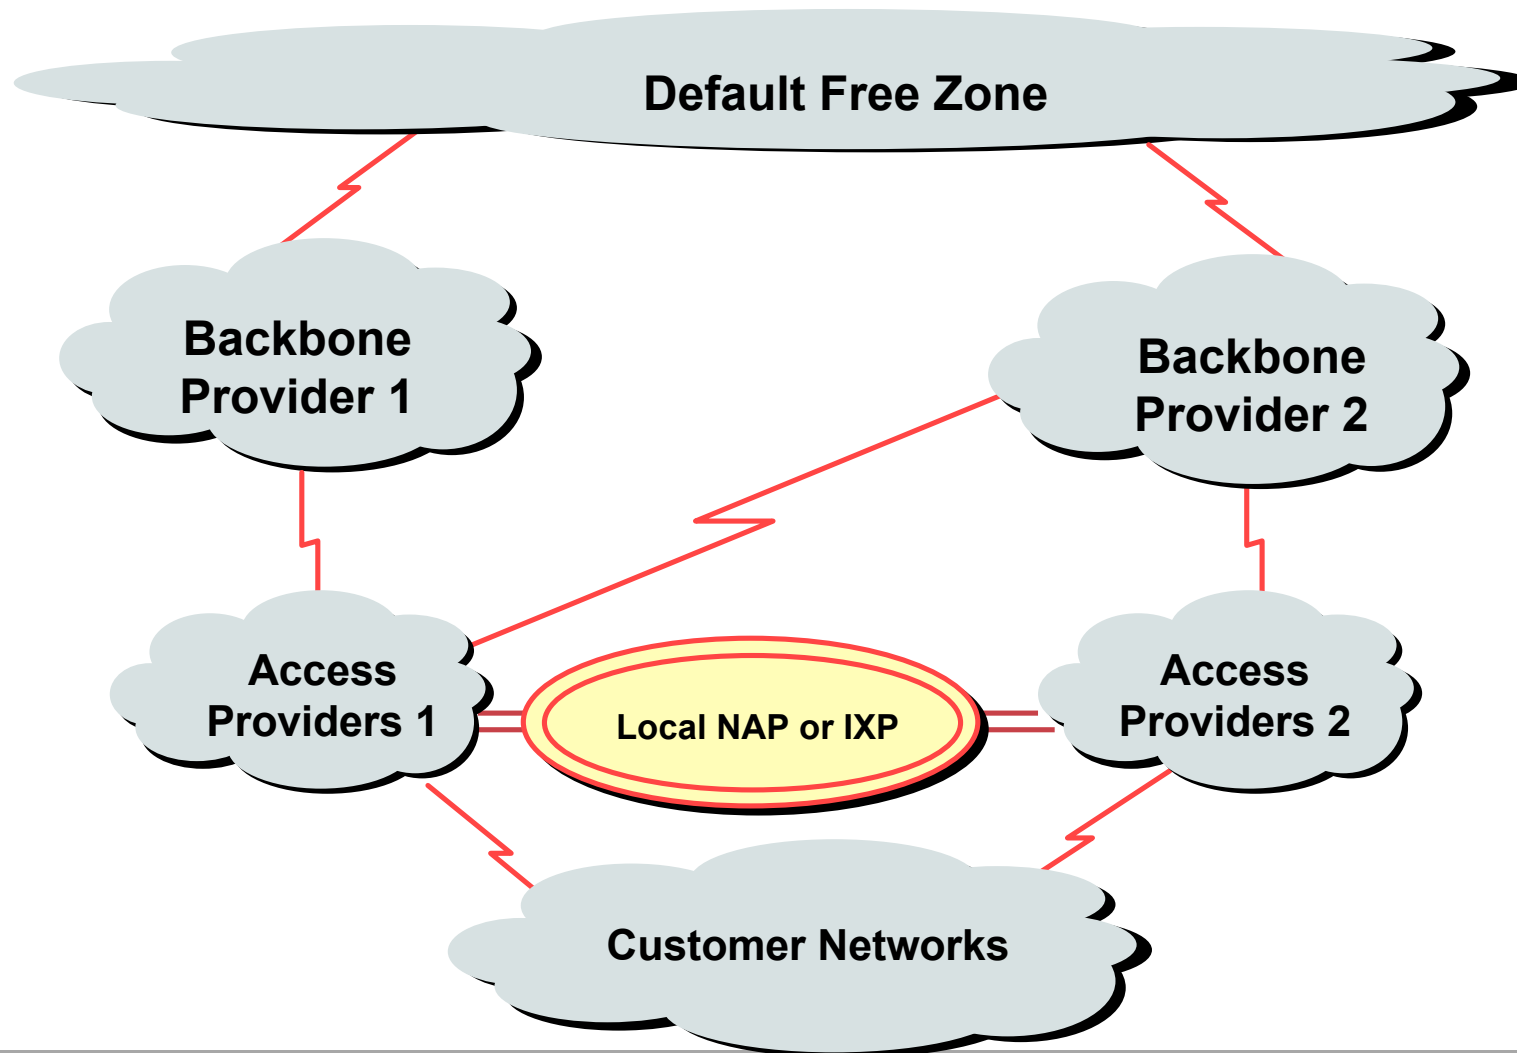 Default Free Zone
Backbone
Provider 1
Backbone
Provider 2
Access
Providers 1
Local NAP or IXP
Access
Providers 2
Customer Networks